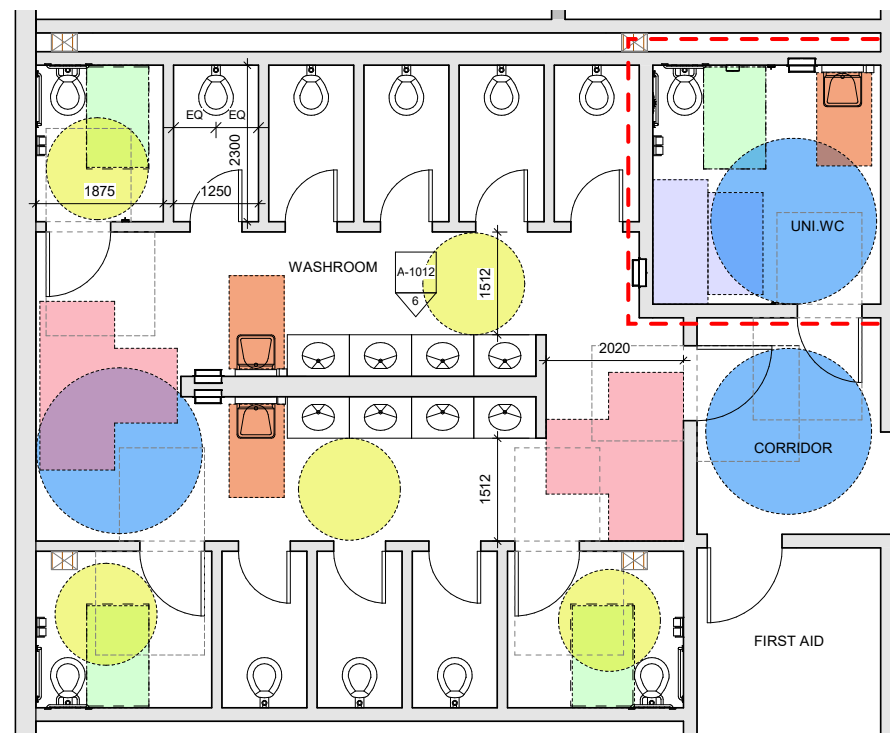 EQ EQ
2300
1875
1250
UNI.WC
WASHROOM
A-1012
6
1512
2020
CORRIDOR
1512
FIRST AID